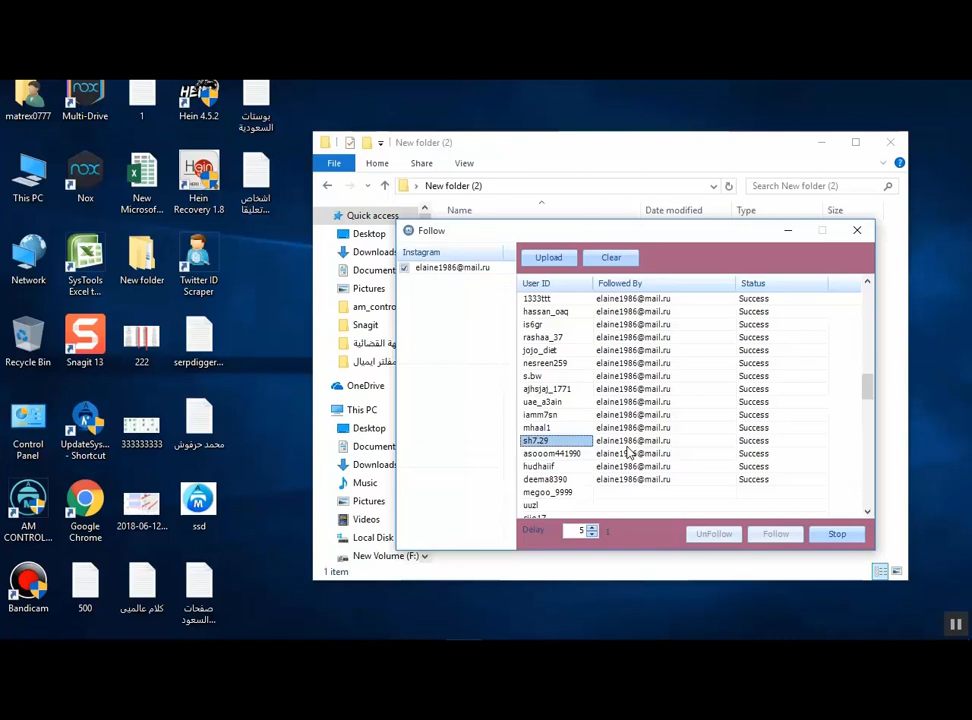 matrex0777
Multi-Drive
1
Hein 4.5.2
بوستات
السعودية
This PC
Nox
New
Microsof...
Hein
Recovery 1.8
اشخاص
تعليقا...
Network
SysTools
Excel t...
New folder
Twitter ID
Scraper
Recycle Bin
Snagit 13
222
serpdigger...
Control
Panel
UpdateSys...
- Shortcut
333333333
محمد حرفوش
AM
CONTROL...
Google
Chrome
2018-06-12...
ssd
Bandicam
500
كلام عالميى
صفحات
السعود...
New folder (2)
File
Home
Share
View
New folder (2)
Search New folder (2)
Quick access
Name
Date modified
Type
Size
Desktop
Downloads
Document
Pictures
am_contro
Snagit
ة القضائية
مفلتر ايميال
OneDrive
This PC
Desktop
Document
Download
Music
Pictures
Videos
Local Disk
New Volume (F:)
1 item
Follow
Instagram
elaine1986@mail.ru
Upload
Clear
User ID Followed By Status
1333ttt elaine1986@mail.ru Success
hassan_oaq elaine1986@mail.ru Success
is6gr elaine1986@mail.ru Success
rashaa_37 elaine1986@mail.ru Success
jojo_diet elaine1986@mail.ru Success
nesreen259 elaine1986@mail.ru Success
s.bw elaine1986@mail.ru Success
ajhsjaj_1771 elaine1986@mail.ru Success
uae_a3ain elaine1986@mail.ru Success
iamm7sn elaine1986@mail.ru Success
mhaal1 elaine1986@mail.ru Success
sh7.29 elaine1986@mail.ru Success
asooom441990 elaine1986@mail.ru Success
hudhaiif elaine1986@mail.ru Success
deema8390 elaine1986@mail.ru Success
megoo_9999
uuzl
Delay 5 t
UnFollow
Follow
Stop